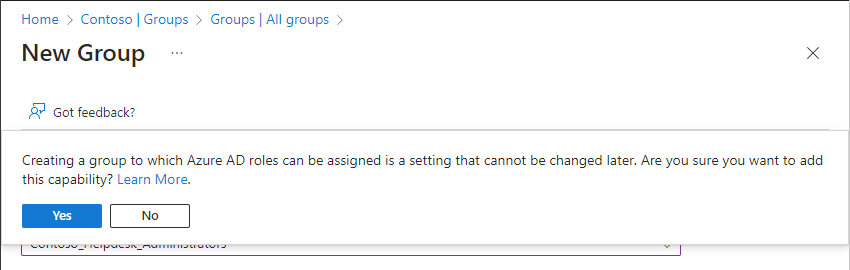 Home > Contoso | Groups > Groups | All groups >
New Group ...
Got feedback?
Creating a group to which Azure AD roles can be assigned is a setting that cannot be changed later. Are you sure you want to add
this capability? Learn More.
Yes No
Contoso_Helpdesk_Administrators